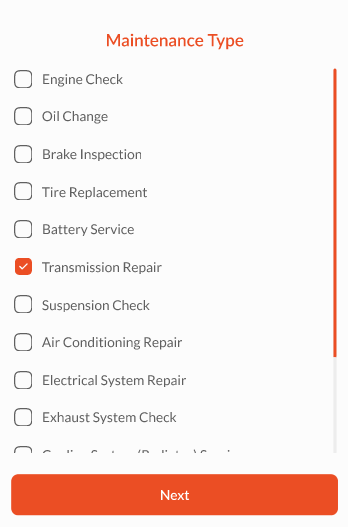 Maintenance Type
Engine Check
Oil Change
Brake Inspection
Tire Replacement
Battery Service
Transmission Repair
Suspension Check
Air Conditioning Repair
Electrical System Repair
Exhaust System Check
Next